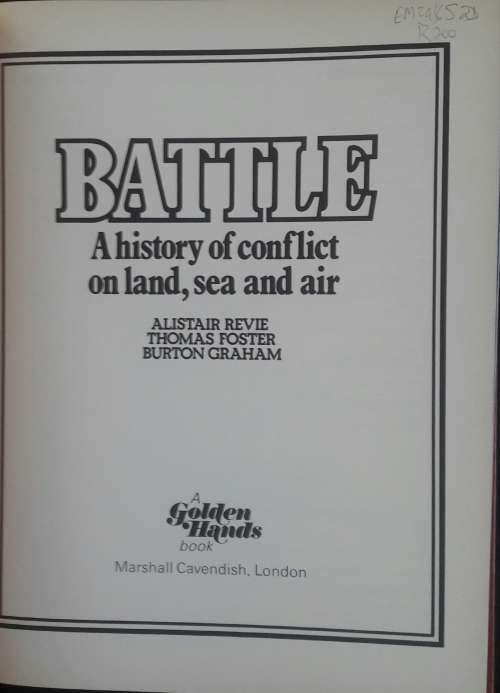 R200
BATTLE
A history of conflict
on land, sea and air
ALISTAIR REVIE
THOMAS FOSTER
BURTON GRAHAM
A
Golden
Hands
book
Marshall Cavendish, London